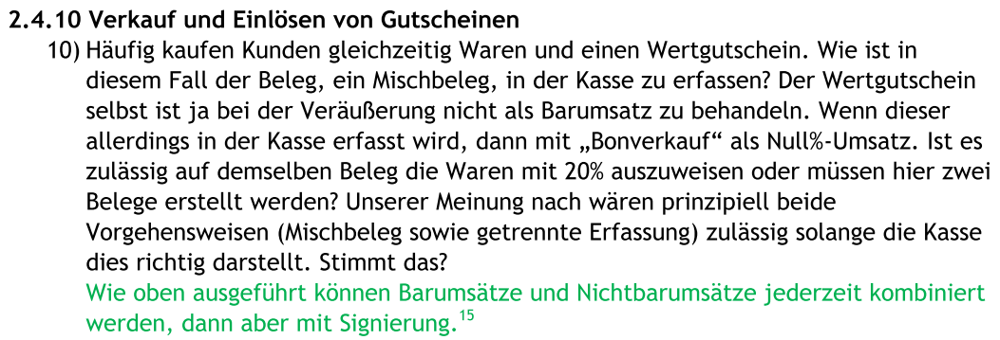 2.4.10 Verkauf und Einlösen von Gutscheinen
10) Häufig kaufen Kunden gleichzeitig Waren und einen Wertgutschein. Wie ist in
diesem Fall der Beleg, ein Mischbeleg, in der Kasse zu erfassen? Der Wertgutschein
selbst ist ja bei der Veräußerung nicht als Barumsatz zu behandeln. Wenn dieser
allerdings in der Kasse erfasst wird, dann mit „Bonverkauf“ als Null%-Umsatz. Ist es
zulässig auf demselben Beleg die Waren mit 20% auszuweisen oder müssen hier zwei
Belege erstellt werden? Unserer Meinung nach wären prinzipiell beide
Vorgehensweisen (Mischbeleg sowie getrennte Erfassung) zulässig solange die Kasse
dies richtig darstellt. Stimmt das?
Wie oben ausgeführt können Barumsätze und Nichtbarumsätze jederzeit kombiniert
werden, dann aber mit Signierung.15